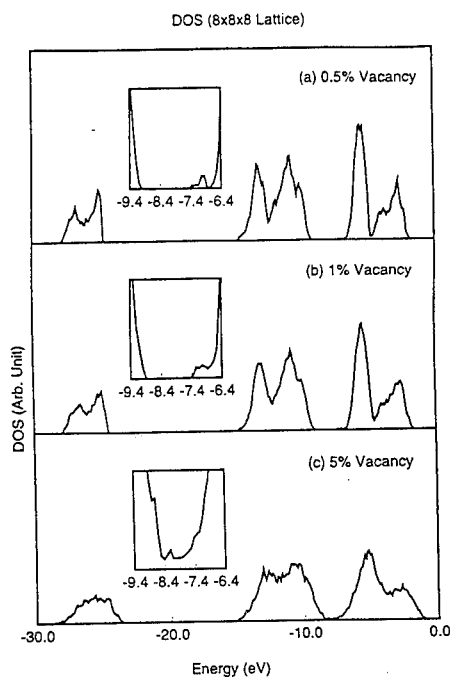 DOS (8x8x8 Lattice)
(a) 0.5% Vacancy
-9.4 -8.4 -7.4 -6.4
(b) 1% Vacancy
-9.4 -8.4 -7.4 -6.4
DOS (Arb. Unit)
(c) 5% Vacancy
-9.4 -8.4 -7.4 -6.4
-30.0 -20.0 -10.0 0.0
Energy (eV)